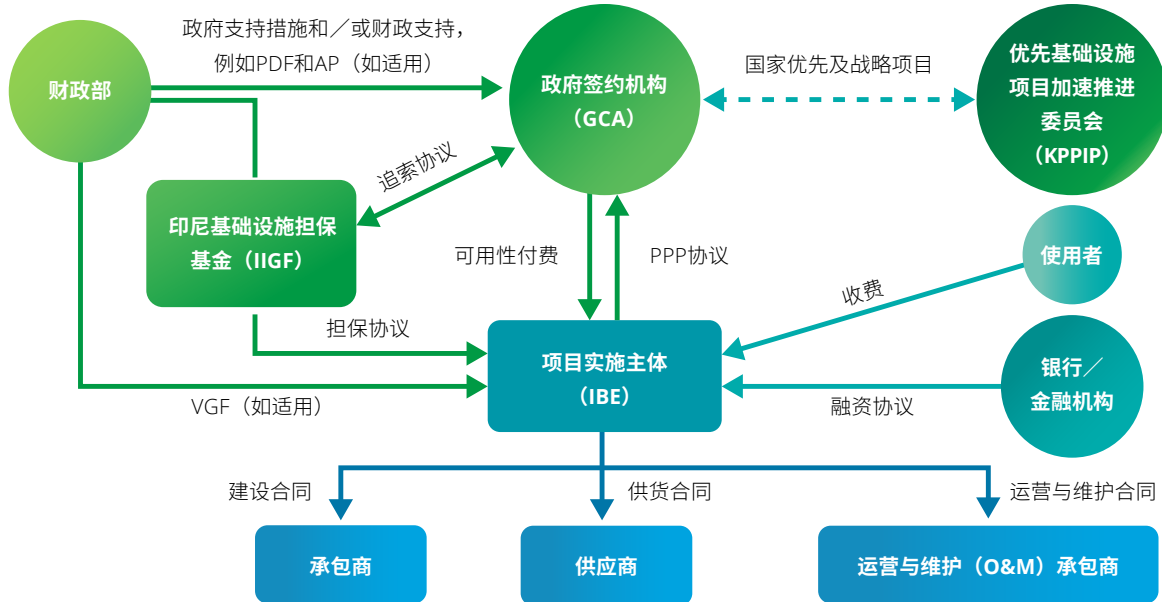 政府支持措施和／或财政支持，
例如PDF和AP（如适用）
财政部
政府签约机构
（GCA）
国家优先及战略项目
优先基础设施
项目加速推进
委员会
（KPPIP）
追索协议
印尼基础设施担保
基金（IIGF）
可用性付费
PPP协议
使用者
收费
担保协议
项目实施主体
（IBE）
银行／
金融机构
VGF（如适用）
融资协议
建设合同
供货合同
运营与维护合同
承包商
供应商
运营与维护（O&M）承包商